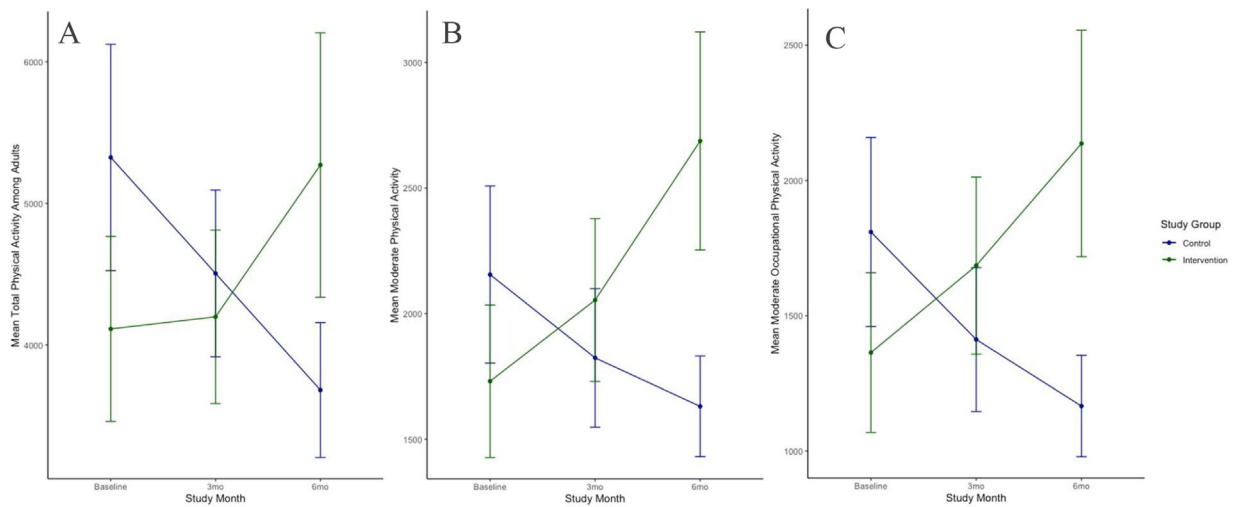 A
Mean Total Physical Activity Among Adults
6000
5000
4000
Baseline
3mo
6mo
Study Month
B
Mean Moderate Physical Activity
3000
2500
2000
1500
Baseline
3mo
6mo
Study Month
C
Mean Moderate Occupational Physical Activity
2500
2000
1500
1000
Baseline
3mo
6mo
Study Month
Study Group
Control
Intervention